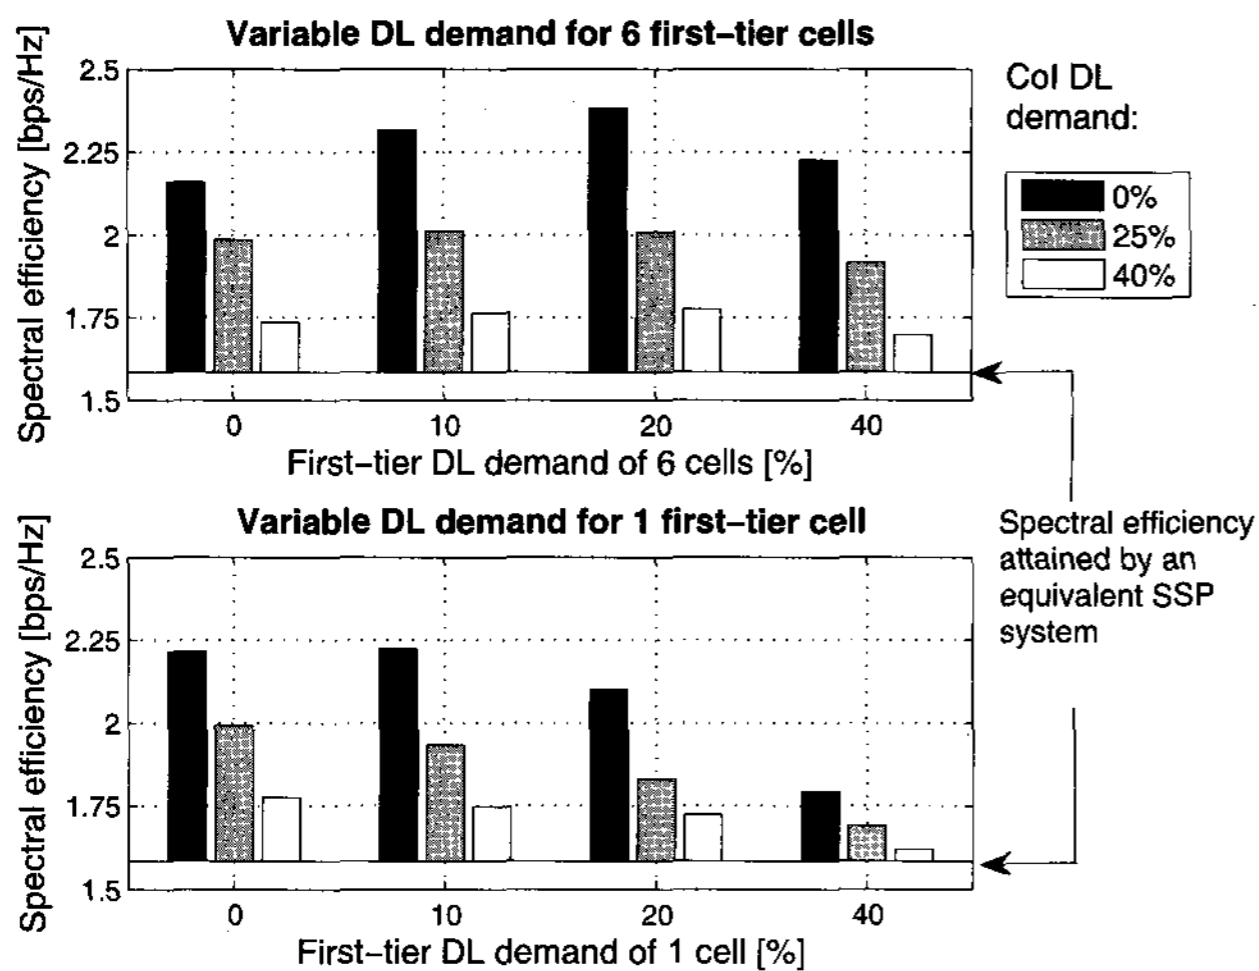 Variable DL demand for 6 first-tier cells
Spectral efficiency [bps/Hz]
2.5
2.25
2
1.75
1.5
0 10 20 40
First-tier DL demand of 6 cells [%]
CoI DL
demand:
0%
25%
40%
Variable DL demand for 1 first-tier cell
Spectral efficiency [bps/Hz]
2.5
2.25
2
1.75
1.5
0 10 20 40
First-tier DL demand of 1 cell [%]
Spectral efficiency
attained by an
equivalent SSP
system